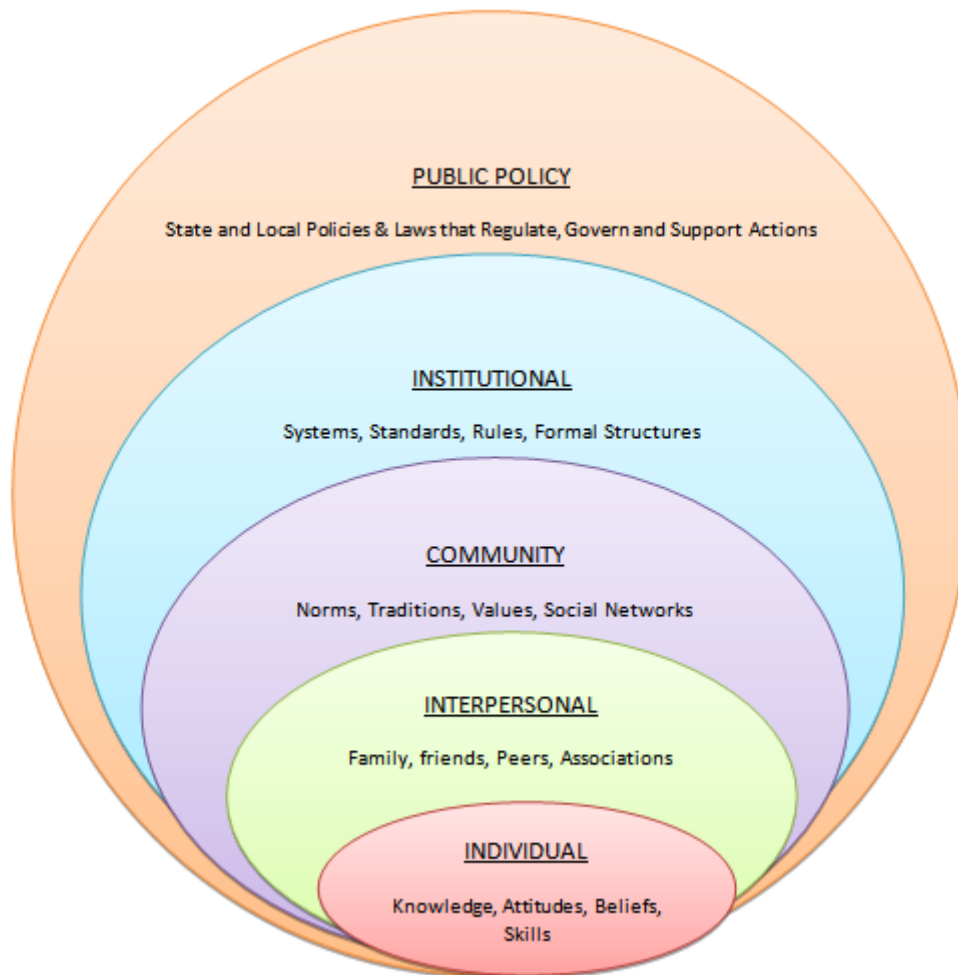 PUBLIC POLICY
State and Local Policies & Laws that Regulate, Govern and Support Actions
INSTITUTIONAL
Systems, Standards, Rules, Formal Structures
COMMUNITY
Norms, Traditions, Values, Social Networks
INTERPERSONAL
Family, friends, Peers, Associations
INDIVIDUAL
Knowledge, Attitudes, Beliefs,
Skills